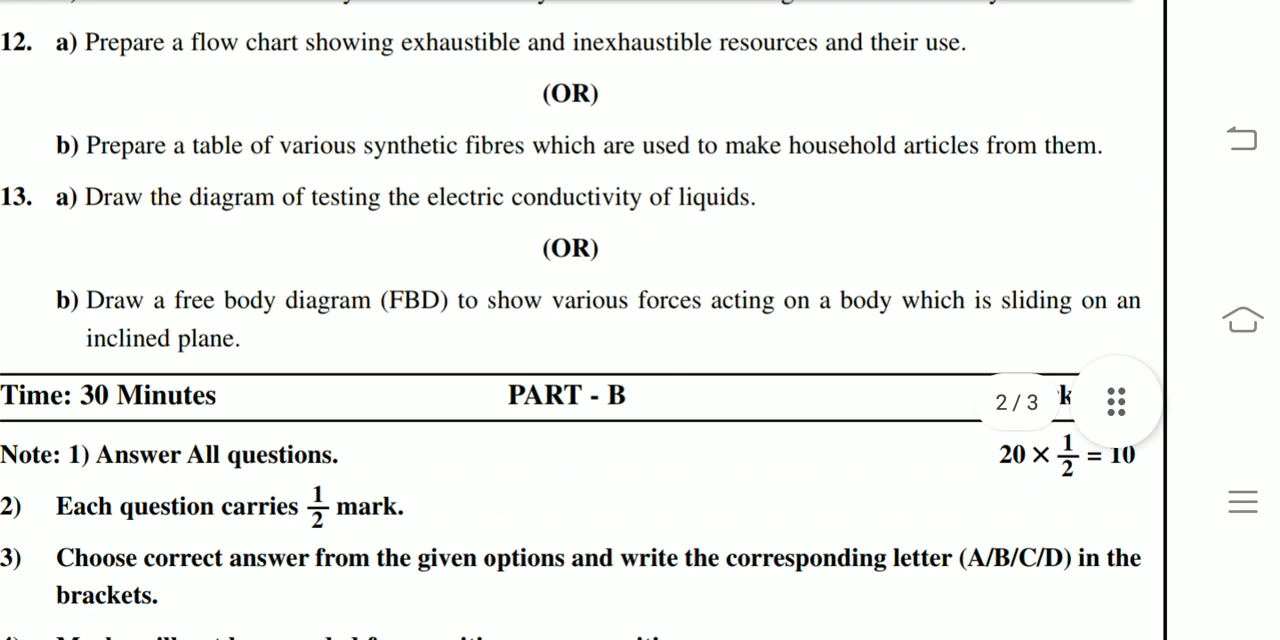 12. a) Prepare a flow chart showing exhaustible and inexhaustible resources and their use.
(OR)
b) Prepare a table of various synthetic fibres which are used to make household articles from them.
13. a) Draw the diagram of testing the electric conductivity of liquids.
(OR)
b) Draw a free body diagram (FBD) to show various forces acting on a body which is sliding on an
inclined plane.
Time: 30 Minutes PART - B
2 / 3
Note: 1) Answer All questions. 20 × 1/2 = 10
2) Each question carries 1/2 mark.
3) Choose correct answer from the given options and write the corresponding letter (A/B/C/D) in the
brackets.